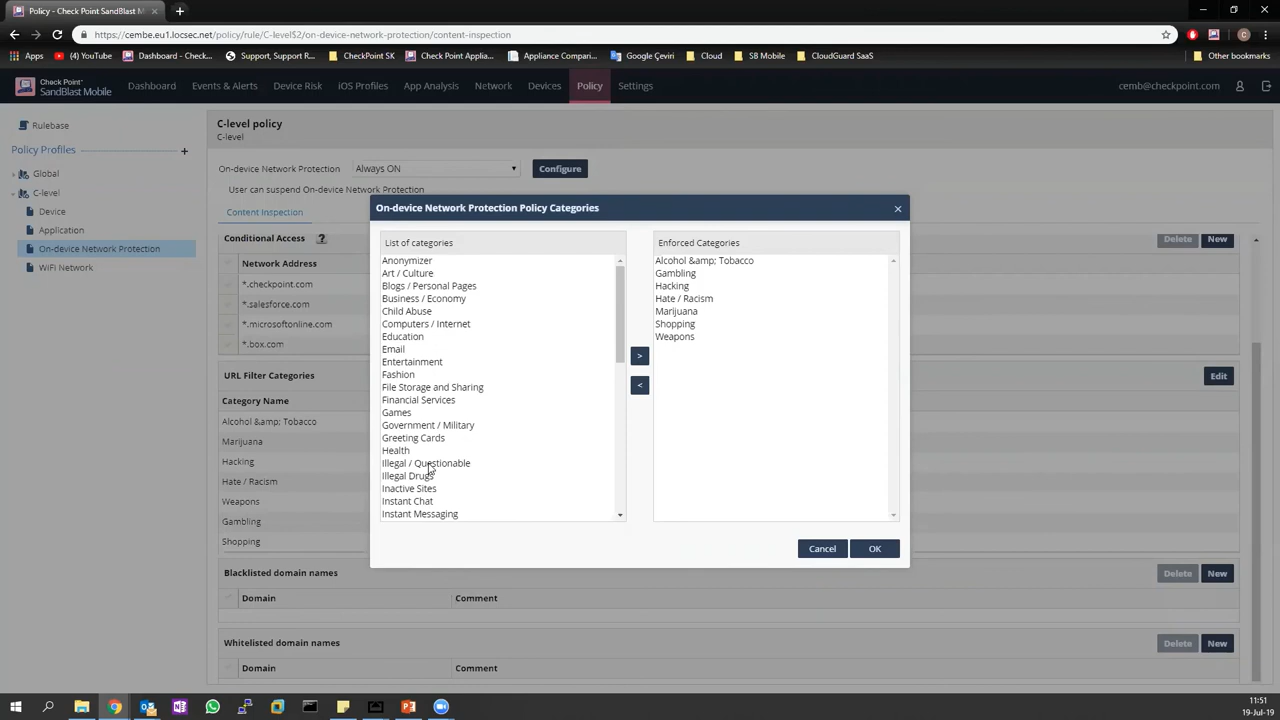 Policy - Check Point SandBlast Mob
https://cembe.eu1.locsec.net/policy/rule/C-level$2/on-device-network-protection/content-inspection
Apps
(4) YouTube
Dashboard - Check...
Support, Support R...
CheckPoint SK
Check Point Applia...
Appliance Compari...
Google Çeviri
Cloud
SB Mobile
CloudGuard SaaS
Other bookmarks
Check Point
SandBlast Mobile
Dashboard
Events & Alerts
Device Risk
iOS Profiles
App Analysis
Network
Devices
Policy
Settings
cemb@checkpoint.com
Rulebase
Policy Profiles
Global
C-level
Device
Application
On-device Network Protection
WiFI Network
C-level policy
C-level
On-device Network Protection
Always ON
Configure
User can suspend On-device Network Protection
Content Inspection
Conditional Access ?
Delete
New
Network Address
*.checkpoint.com
*.salesforce.com
*.microsoftonline.com
*.box.com
URL Filter Categories
Edit
Category Name
Alcohol &amp; Tobacco
Marijuana
Hacking
Hate / Racism
Weapons
Gambling
Shopping
Blacklisted domain names
Delete
New
Domain
Comment
Whitelisted domain names
Delete
New
Domain
Comment
On-device Network Protection Policy Categories
×
List of categories
Anonymizer
Art / Culture
Blogs / Personal Pages
Business / Economy
Child Abuse
Computers / Internet
Education
Email
Entertainment
Fashion
File Storage and Sharing
Financial Services
Games
Government / Military
Greeting Cards
Health
Illegal / Questionable
Illegal Drugs
Inactive Sites
Instant Chat
Instant Messaging
>
<
Enforced Categories
Alcohol &amp; Tobacco
Gambling
Hacking
Hate / Racism
Marijuana
Shopping
Weapons
Cancel
OK
11:51
19-Jul-19